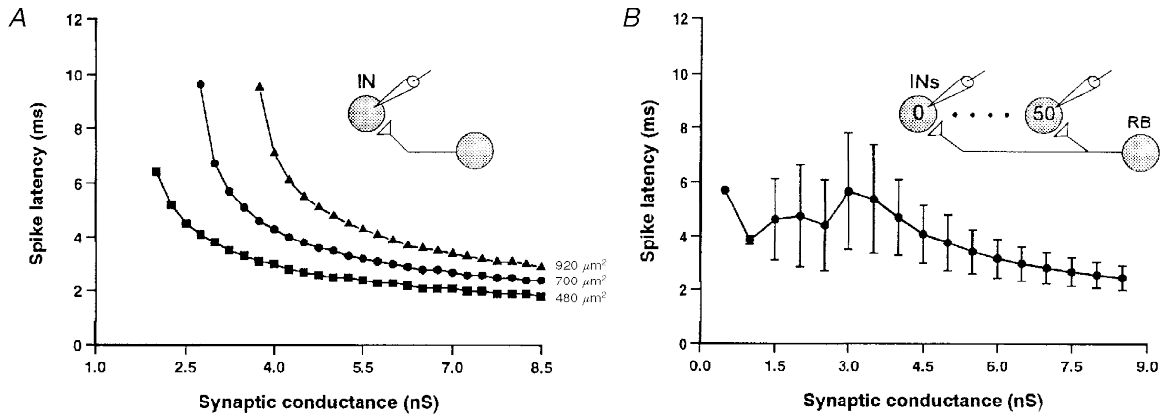 A
12
10
8
6
4
2
0
Spike latency (ms)
IN
920 μm²
700 μm²
480 μm²
1.0 2.5 4.0 5.5 7.0 8.5
Synaptic conductance (nS)
B
12
10
8
6
4
2
0
Spike latency (ms)
INs
0 50
RB
0.0 1.5 3.0 4.5 6.0 7.5 9.0
Synaptic conductance (nS)